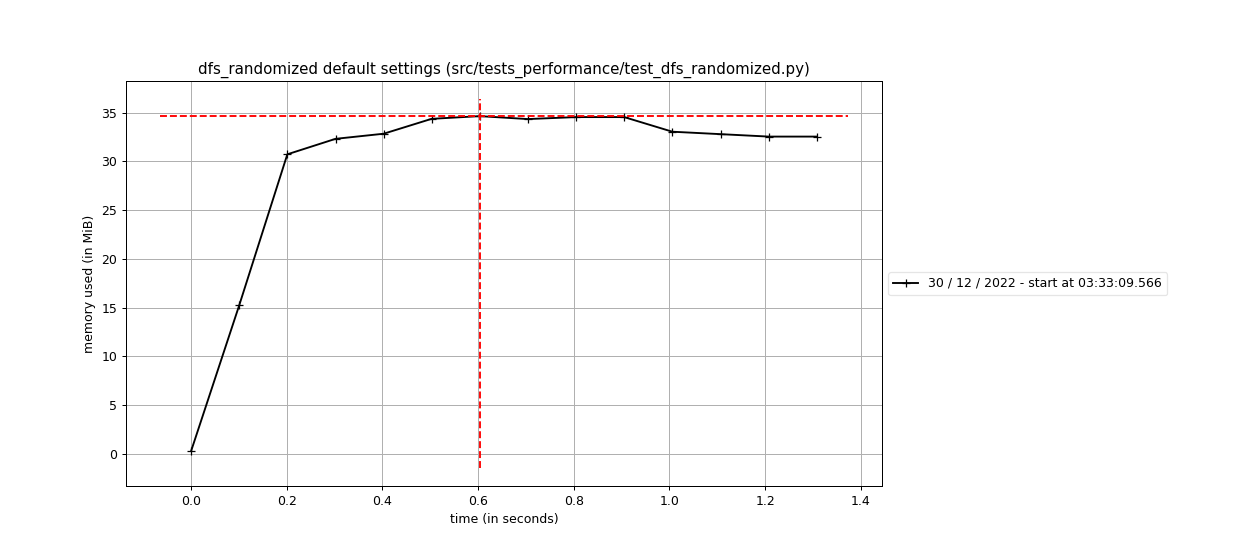 dfs_randomized default settings (src/tests_performance/test_dfs_randomized.py)
memory used (in MiB)
35
30
25
20
15
10
5
0
0.0 0.2 0.4 0.6 0.8 1.0 1.2 1.4
time (in seconds)
30 / 12 / 2022 - start at 03:33:09.566